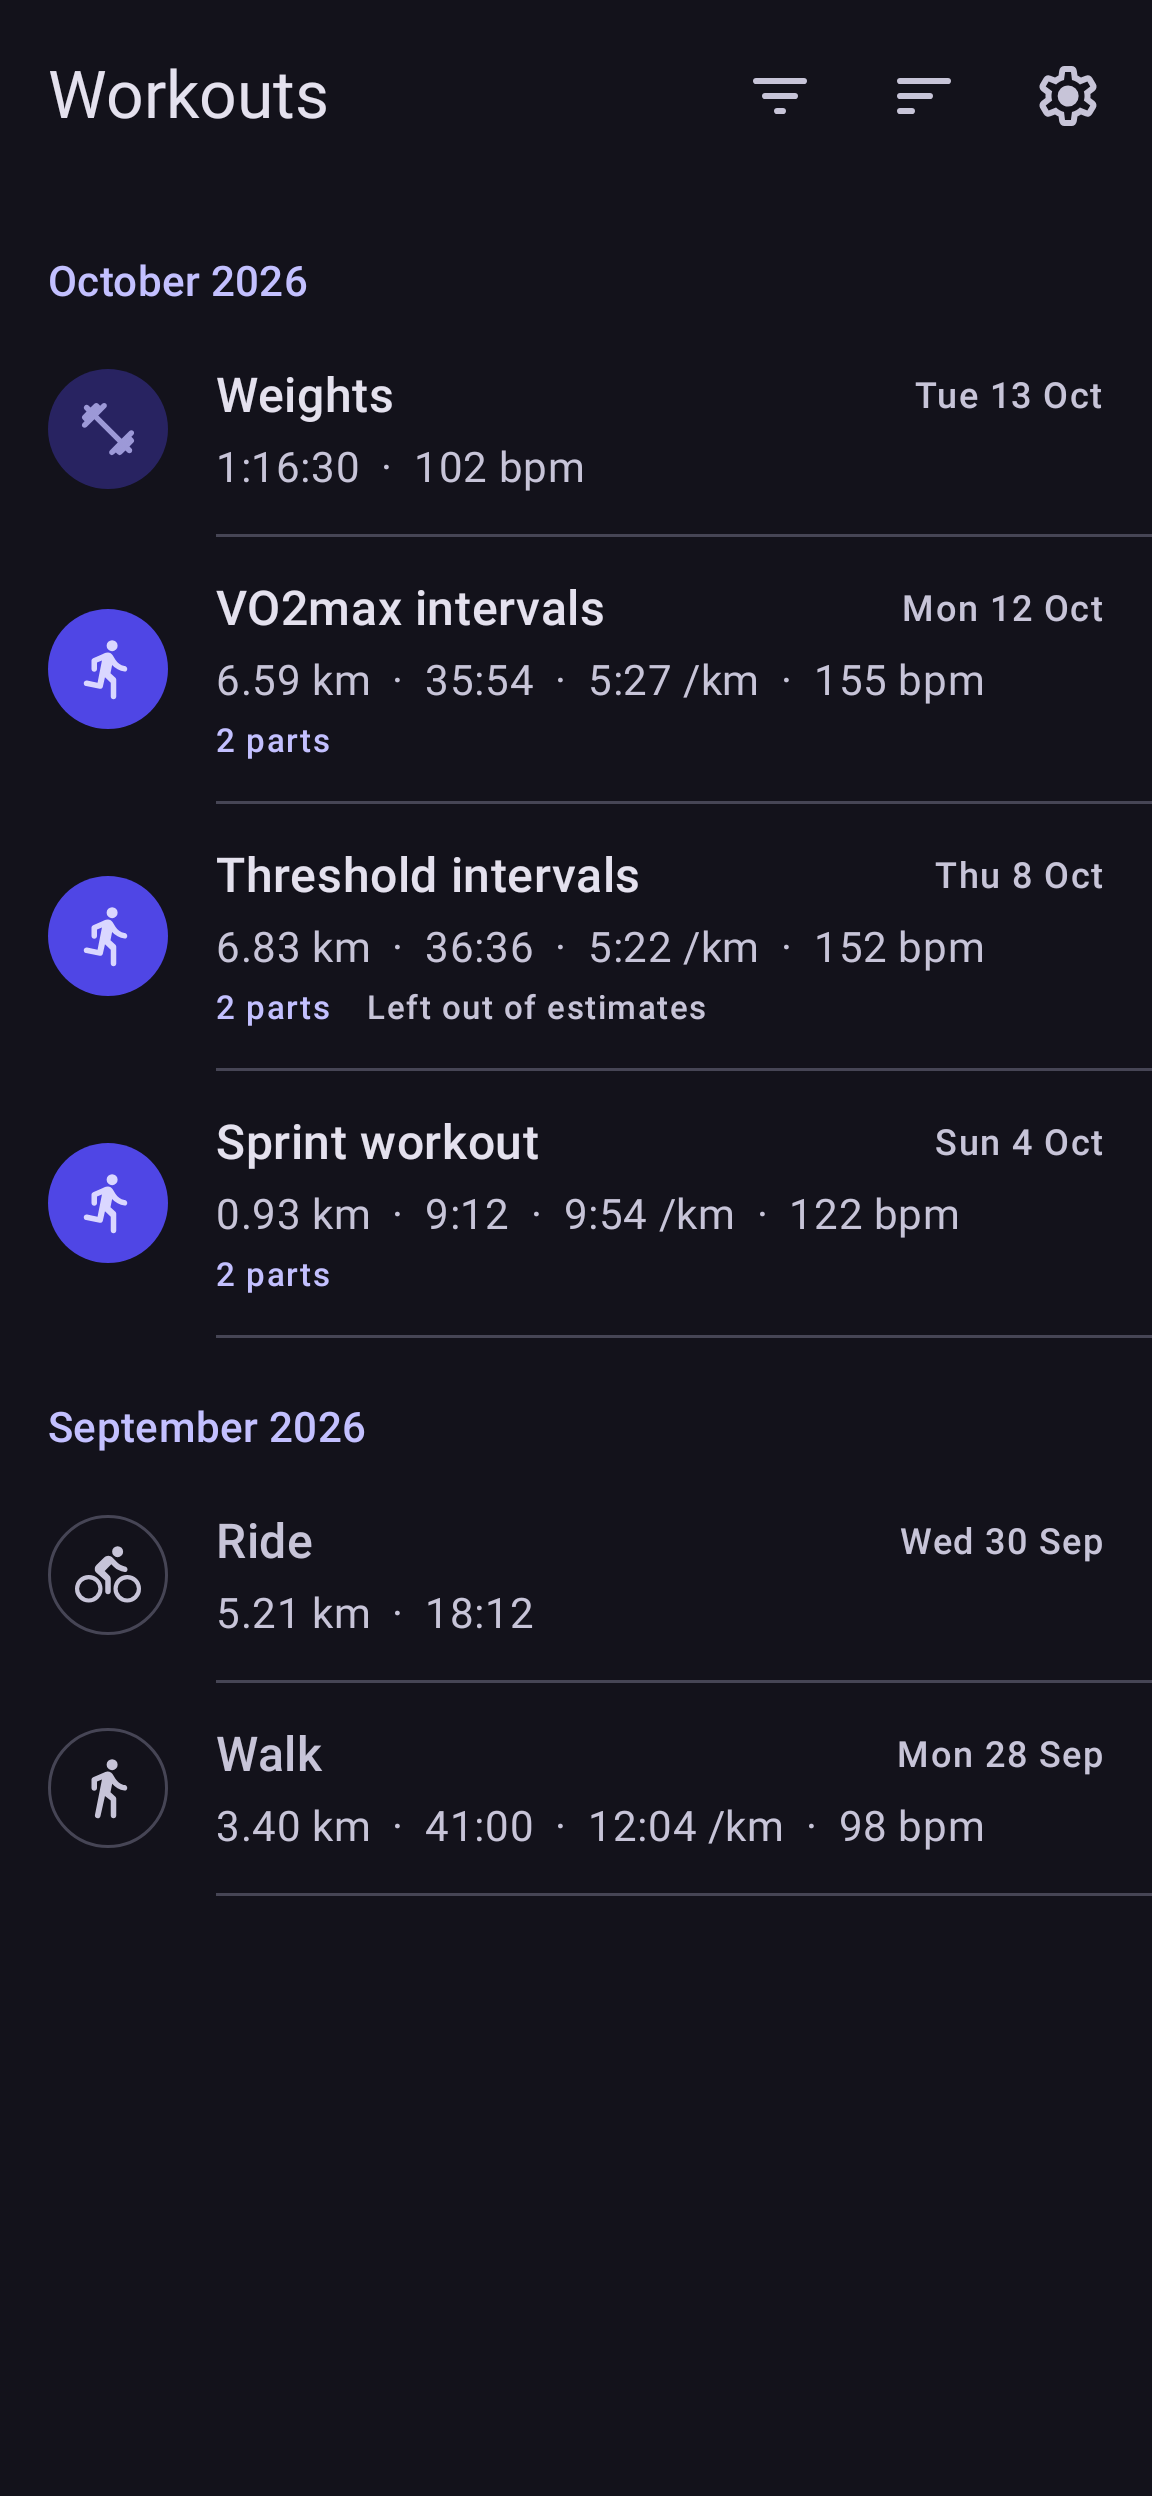 Workouts
October 2026
Weights
Tue 13 Oct
1:16:30 · 102 bpm
VO2max intervals
Mon 12 Oct
6.59 km · 35:54 · 5:27 /km · 155 bpm
2 parts
Threshold intervals
Thu 8 Oct
6.83 km · 36:36 · 5:22 /km · 152 bpm
2 parts Left out of estimates
Sprint workout
Sun 4 Oct
0.93 km · 9:12 · 9:54 /km · 122 bpm
2 parts
September 2026
Ride
Wed 30 Sep
5.21 km · 18:12
Walk
Mon 28 Sep
3.40 km · 41:00 · 12:04 /km · 98 bpm